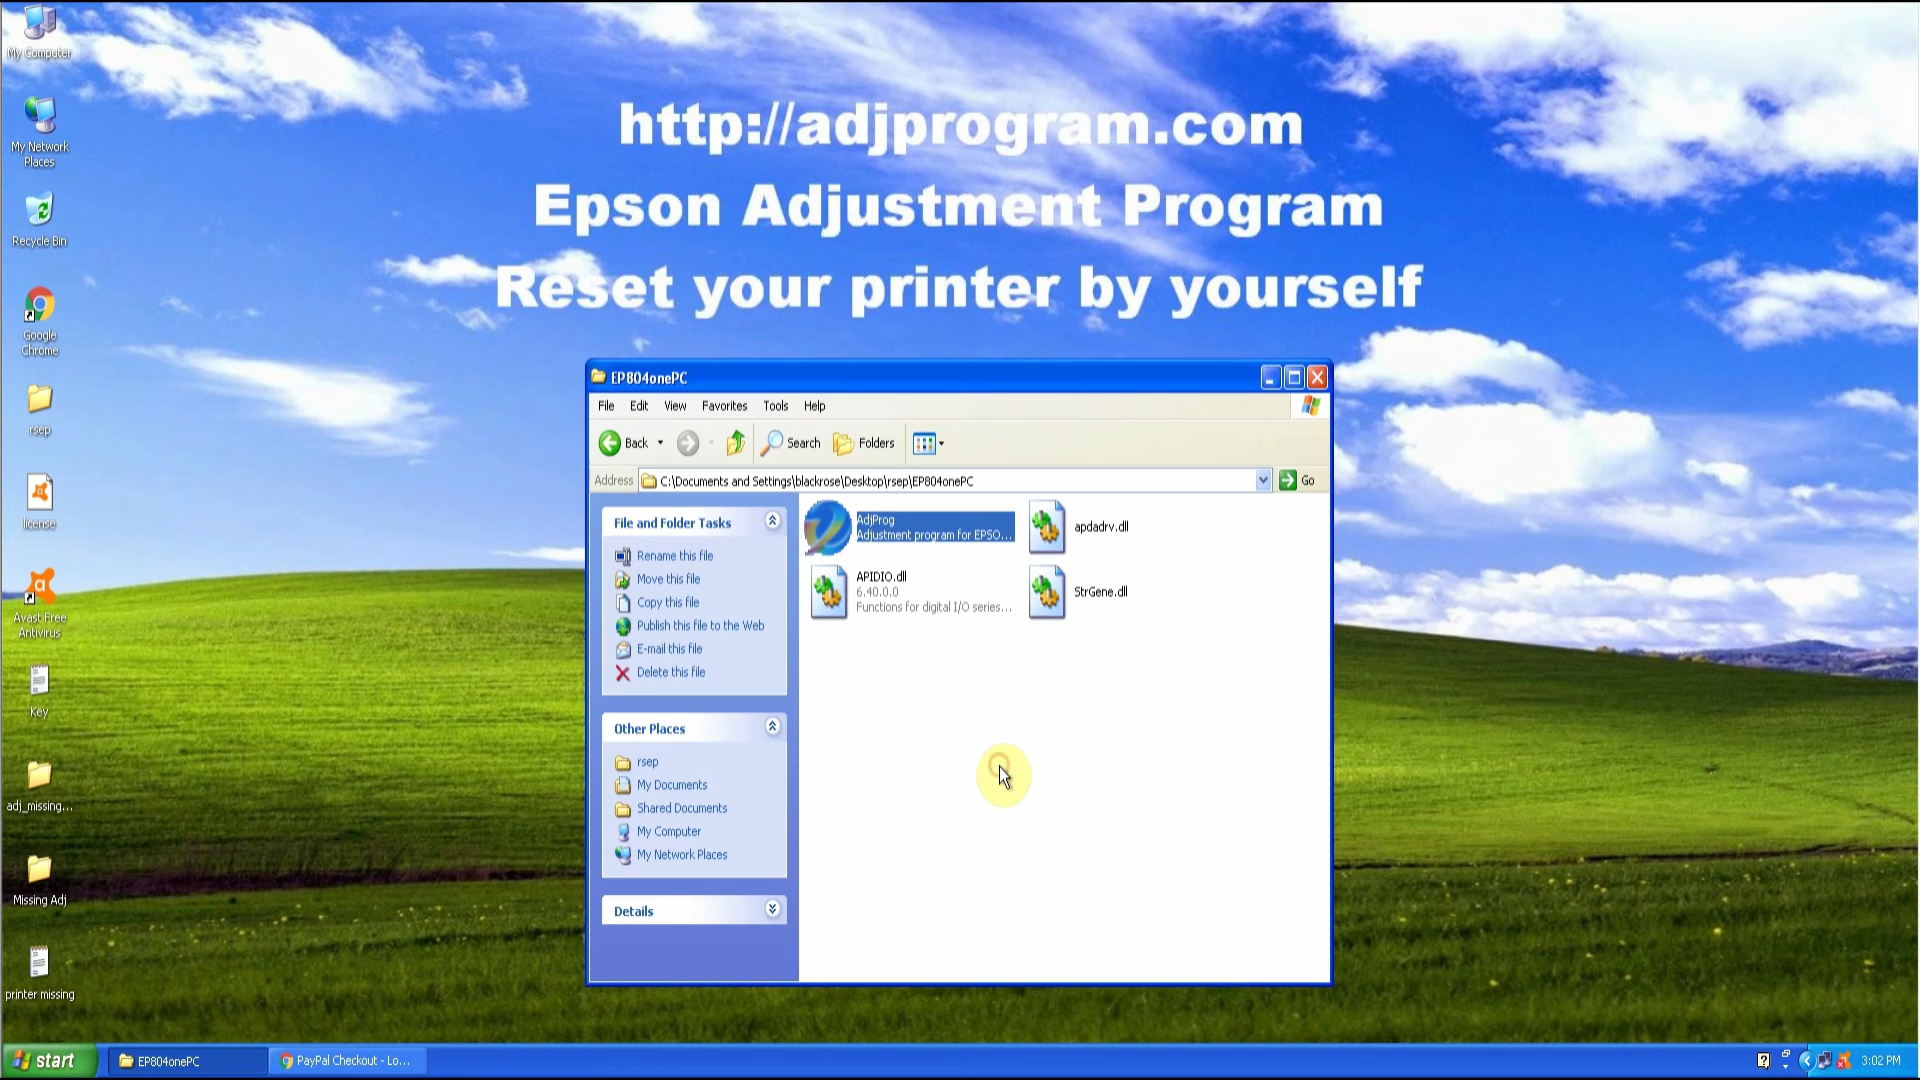 http://adjprogram.com
Epson Adjustment Program
Reset your printer by yourself
My Computer
My Network
Places
Recycle Bin
Google
Chrome
rsep
license
Avast Free
Antivirus
Key
adj_missing...
Missing Adj
printer missing
EP804onePC
File Edit View Favorites Tools Help
Back Search Folders
Address C:\Documents and Settings\blackrose\Desktop\rsep\EP804onePC Go
File and Folder Tasks
Rename this file
Move this file
Copy this file
Publish this file to the Web
E-mail this file
Delete this file
Other Places
rsep
My Documents
Shared Documents
My Computer
My Network Places
Details
AdjProg
Adjustment program for EPSO...
apdadrv.dll
APIDIO.dll
6.40.0.0
Functions for digital I/O series...
StrGene.dll
start EP804onePC PayPal Checkout - Lo... 3:02 PM